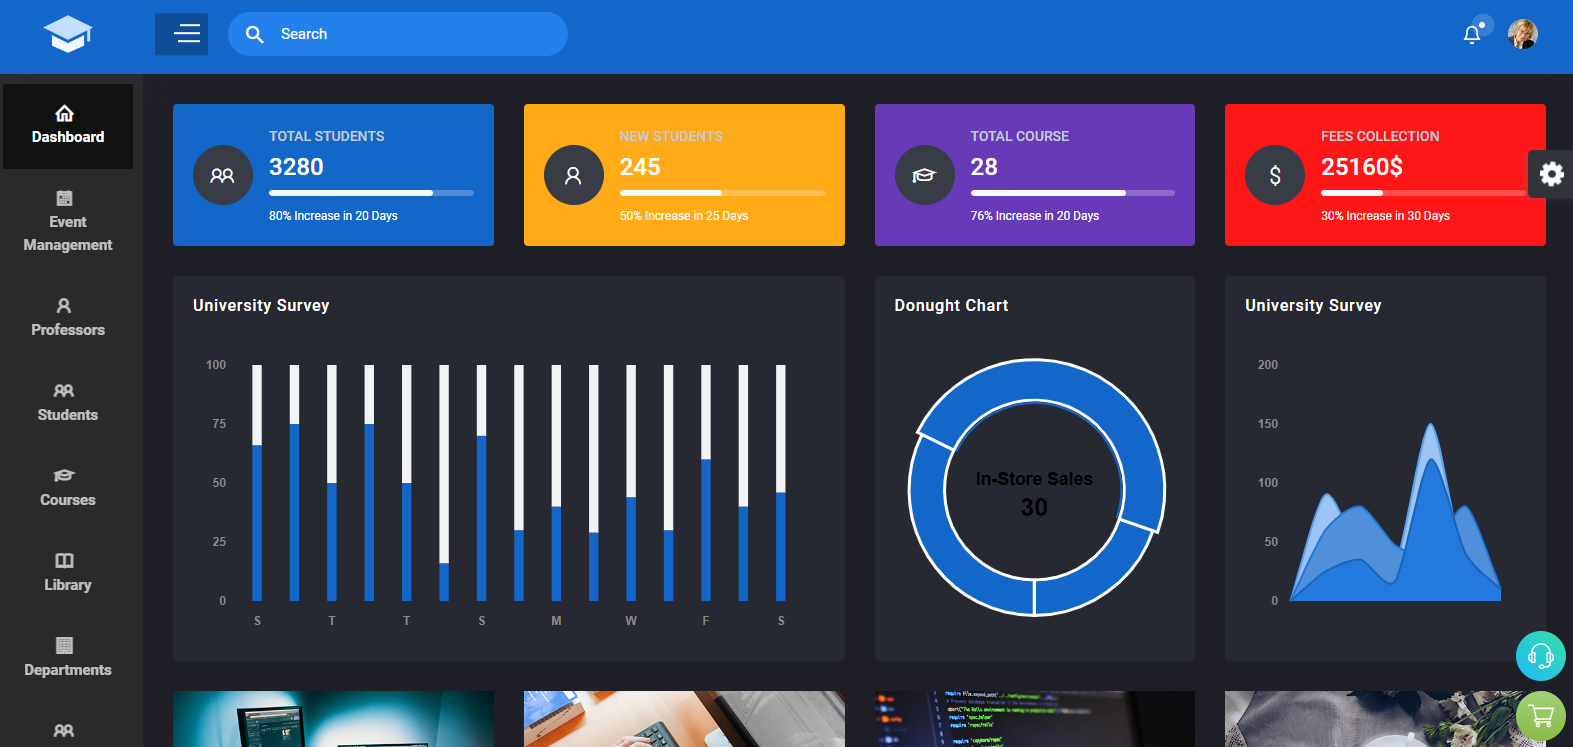 Search
Dashboard
Event
Management
Professors
Students
Courses
Library
Departments
TOTAL STUDENTS
3280
80% Increase in 20 Days
NEW STUDENTS
245
50% Increase in 25 Days
TOTAL COURSE
28
76% Increase in 20 Days
FEES COLLECTION
25160$
30% Increase in 30 Days
University Survey
100
75
50
25
0
S T T S M W F S
Donught Chart
In-Store Sales
30
University Survey
200
150
100
50
0